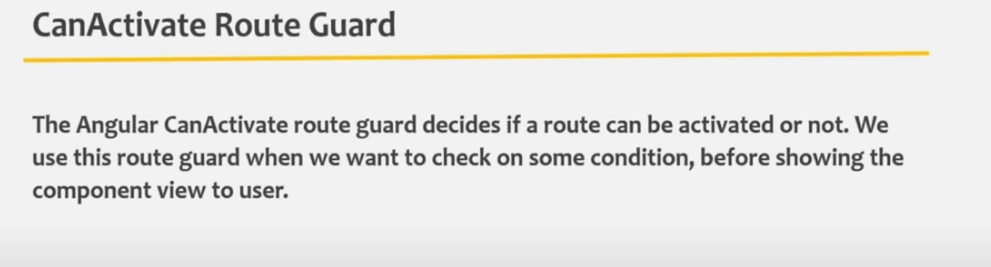 CanActivate Route Guard
The Angular CanActivate route guard decides if a route can be activated or not. We
use this route guard when we want to check on some condition, before showing the
component view to user.